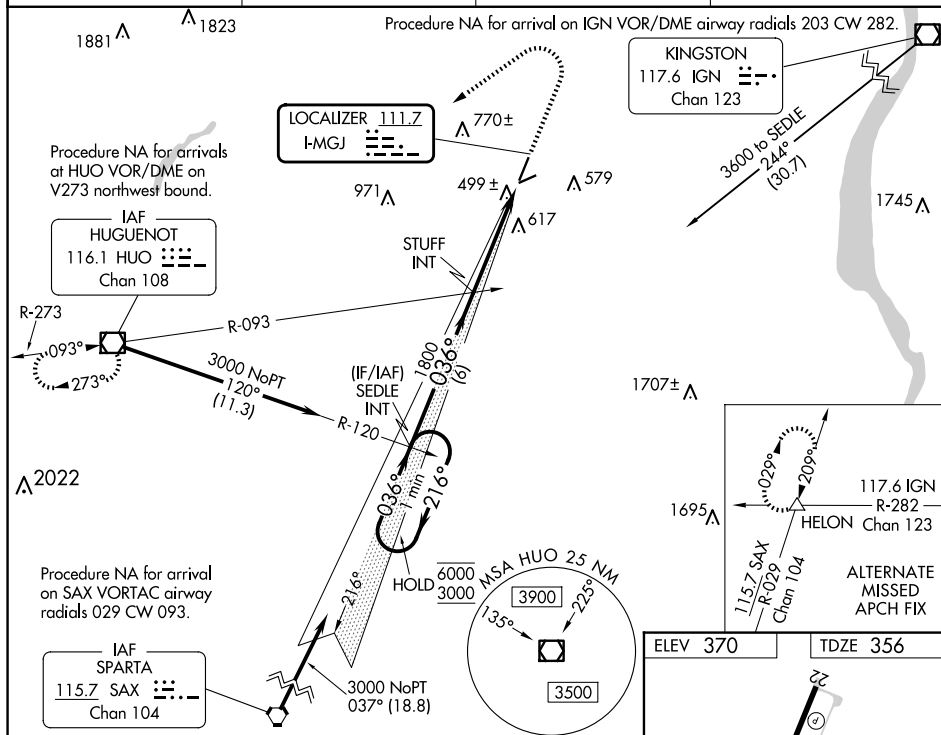 Procedure NA for arrival on IGN VOR/DME airway radials 203 CW 282.
1881
1823
KINGSTON
117.6 IGN
Chan 123
LOCALIZER 111.7
I-MGJ
770±
3600 to SEDLE
244°
(30.7)
Procedure NA for arrivals
at HUO VOR/DME on
V273 northwest bound.
971
499±
579
617
1745
IAF
HUGUENOT
116.1 HUO
Chan 108
STUFF
INT
R-273
093°
273°
R-093
3000 NoPT
120°
(11.3)
R-120
1800
036°
(6)
(IF/IAF)
SEDLE
INT
1707±
036°
1 min
216°
2022
029°
209°
117.6 IGN
R-282
Chan 123
1695
HELON
HOLD
6000
3000
MSA HUO 25 NM
3900
135°
225°
3500
115.7 SAX
R-029
Chan 104
ALTERNATE
MISSED
APCH FIX
Procedure NA for arrival
on SAX VORTAC airway
radials 029 CW 093.
216°
IAF
SPARTA
115.7 SAX
Chan 104
3000 NoPT
037° (18.8)
ELEV 370
TDZE 356
22
P